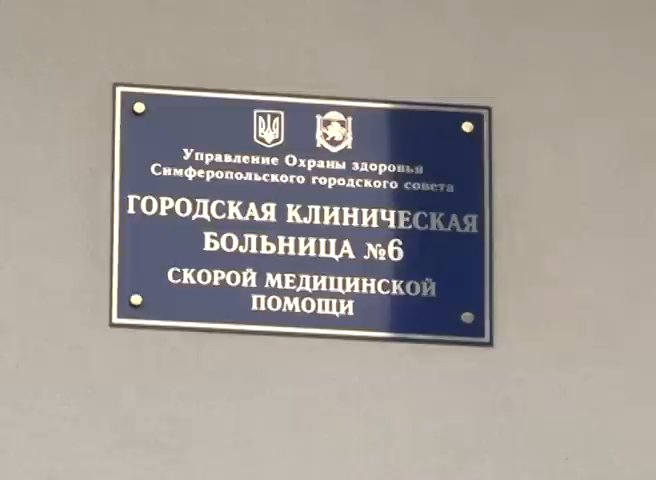 Управление Охраны здоровья
Симферопольского городского совета
ГОРОДСКАЯ КЛИНИЧЕСКАЯ
БОЛЬНИЦА №6
СКОРОЙ МЕДИЦИНСКОЙ
ПОМОЩИ